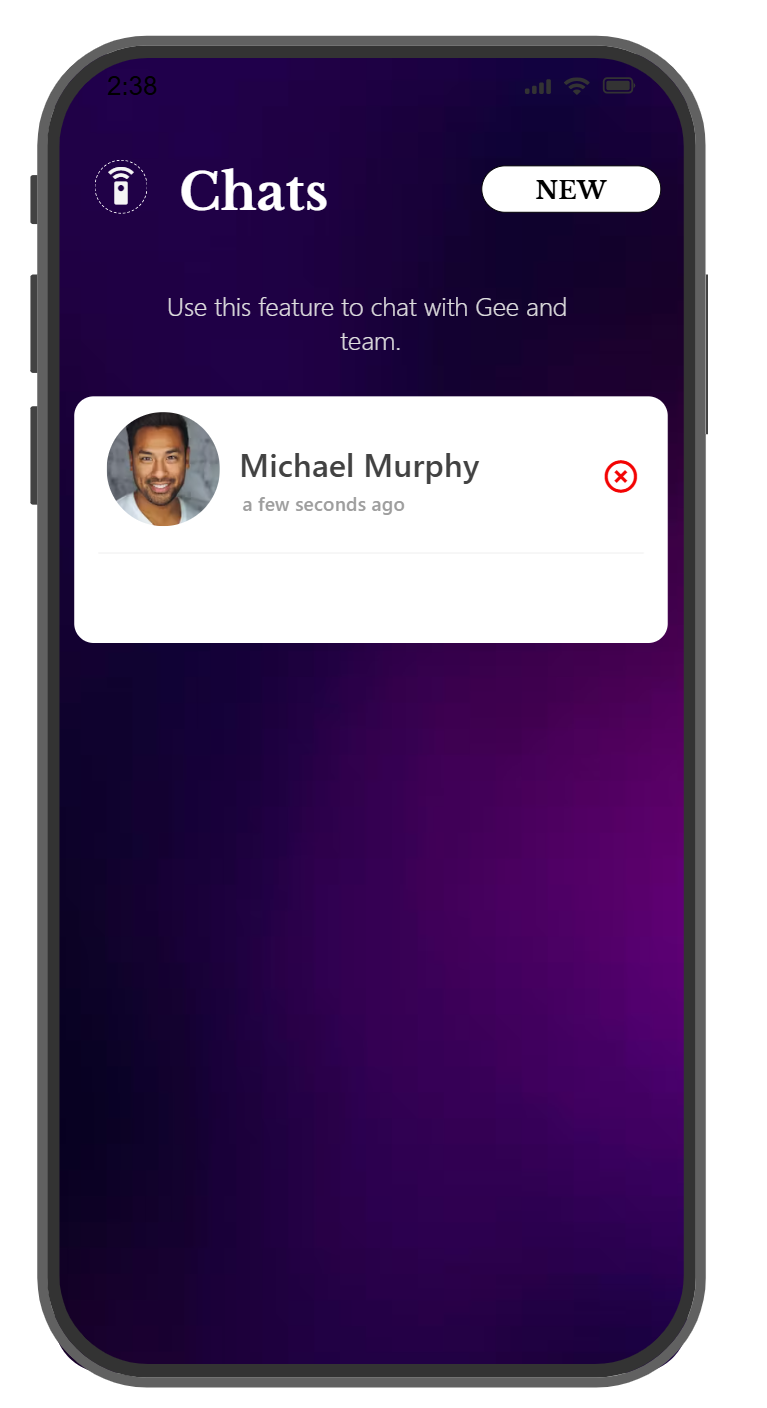 2:38
Chats
NEW
Use this feature to chat with Gee and
team.
Michael Murphy
a few seconds ago